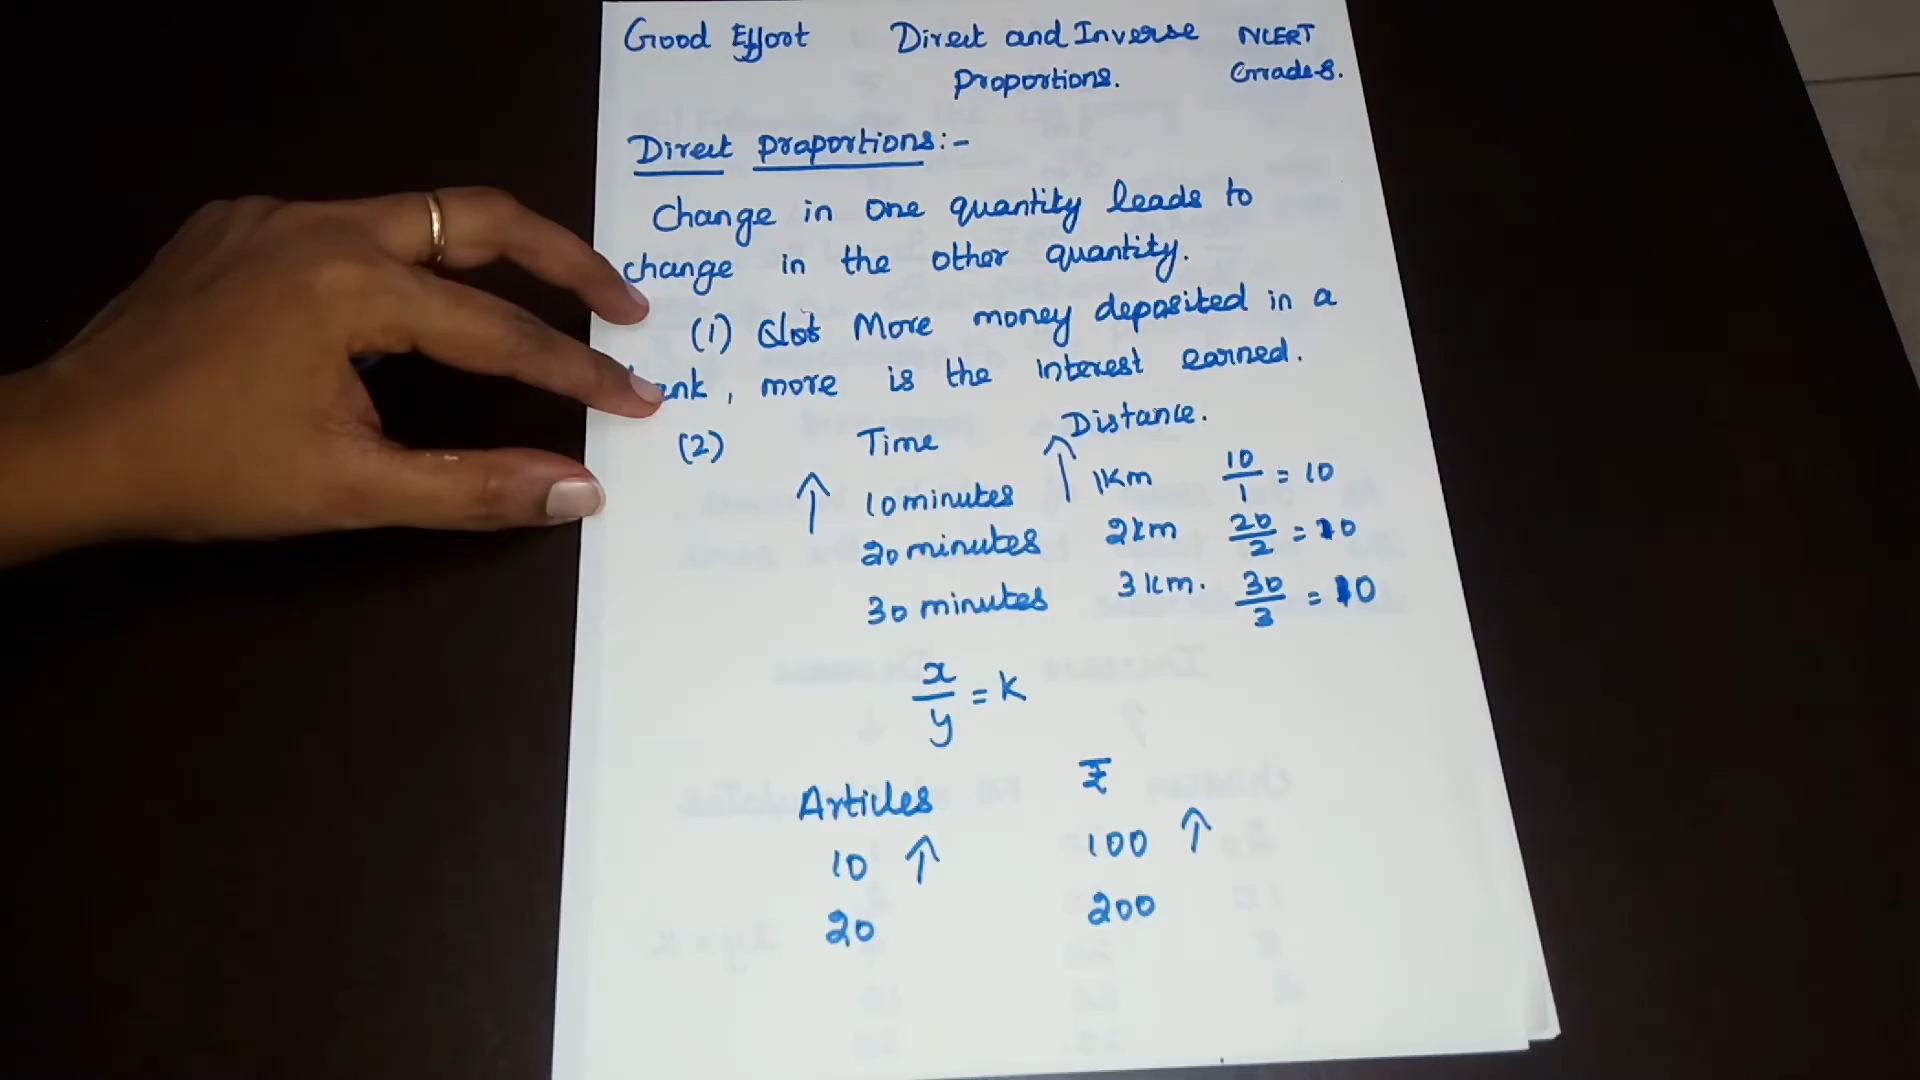 Good Effort Direct and Inverse NCERT
Proportions. Grade-8.
Direct proportions:-
Change in one quantity leads to
change in the other quantity.
(1) More money deposited in a
, more is the interest earned.
(2) Time Distance.
↑ 10 minutes ↑ 1km 10/1 = 10
20 minutes 2km 20/2 = 10
30 minutes 3km. 30/3 = 10
x/y = K
Articles ₹
10 ↑ 100 ↑
20 200